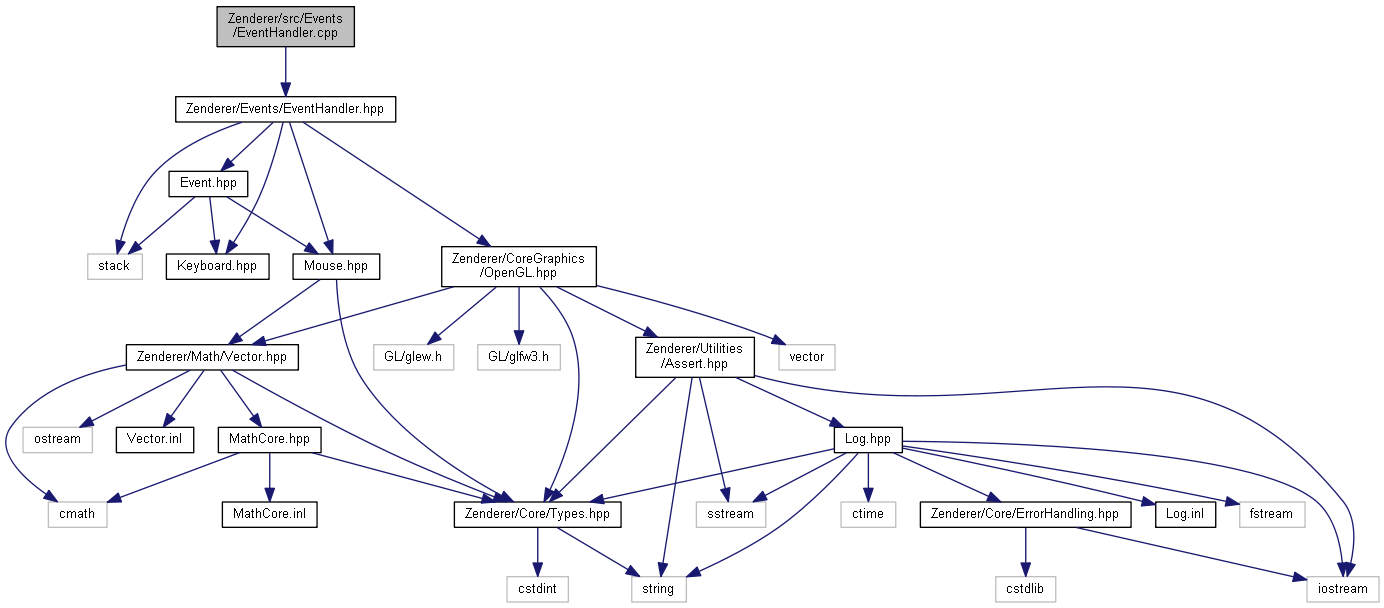 Zenderer/src/Events
/EventHandler.cpp
Zenderer/Events/EventHandler.hpp
Event.hpp
stack
Keyboard.hpp
Mouse.hpp
Zenderer/CoreGraphics
/OpenGL.hpp
Zenderer/Math/Vector.hpp
GL/glew.h
GL/glfw3.h
Zenderer/Utilities
/Assert.hpp
vector
ostream
Vector.inl
MathCore.hpp
Log.hpp
cmath
MathCore.inl
Zenderer/Core/Types.hpp
sstream
ctime
Zenderer/Core/ErrorHandling.hpp
Log.inl
fstream
cstdint
string
cstdlib
iostream